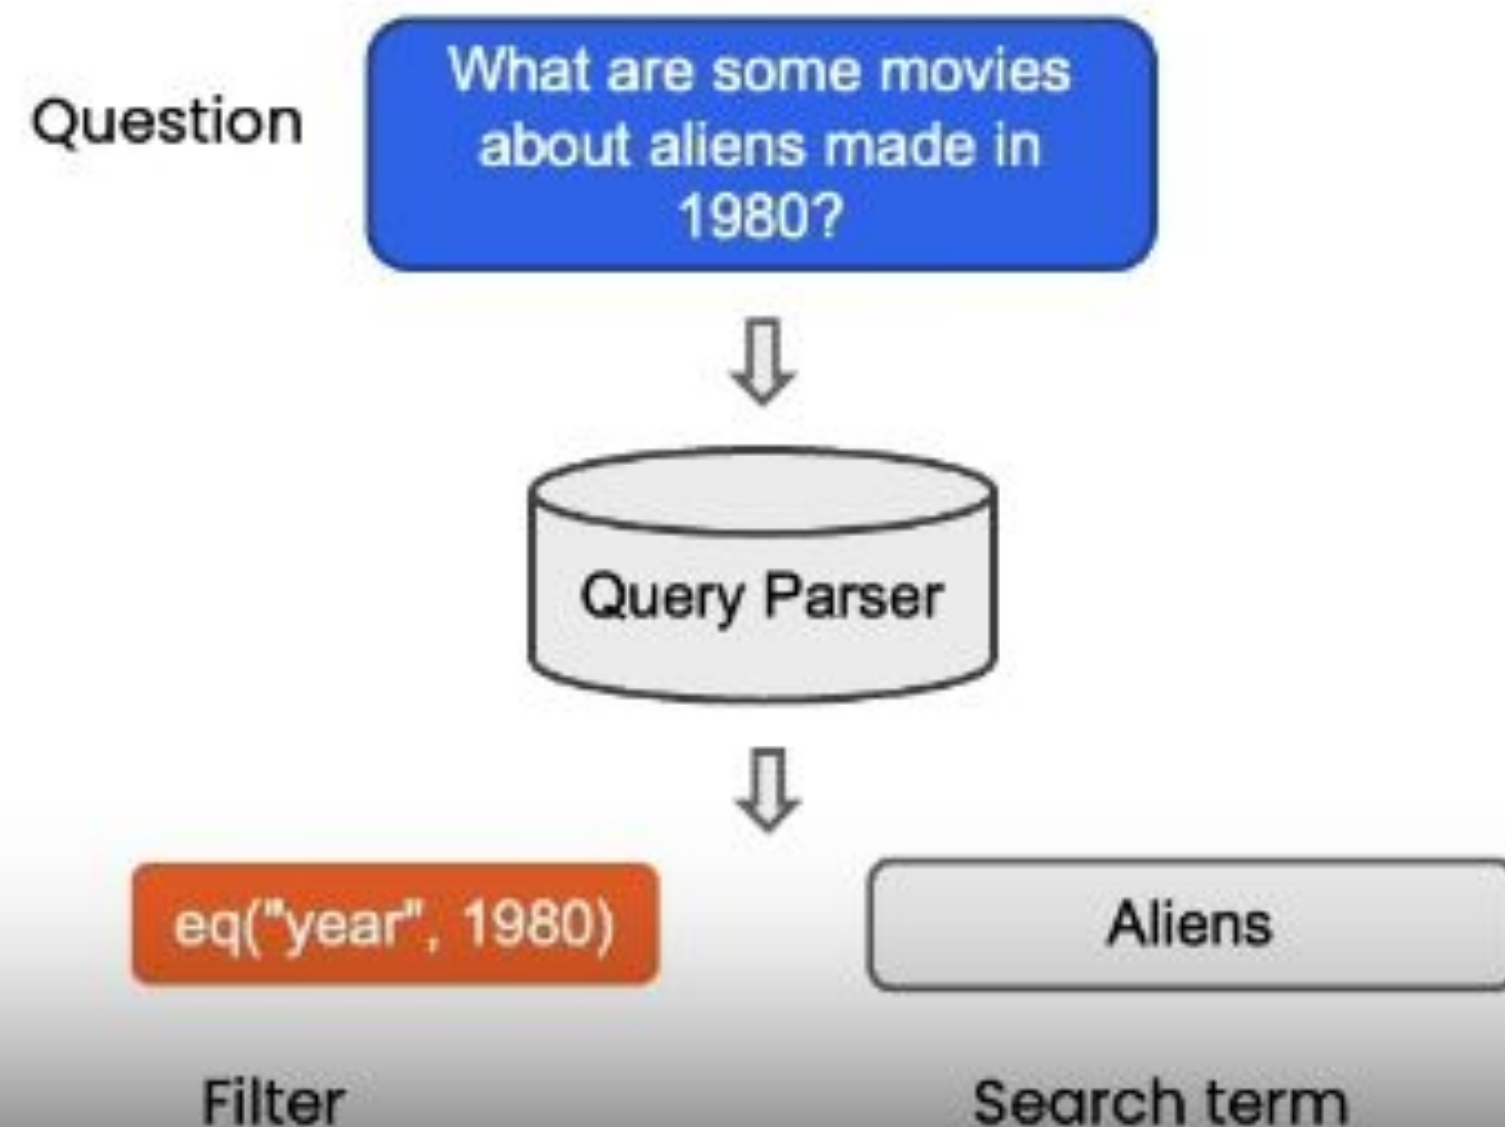 Question
What are some movies
about aliens made in
1980?
Query Parser
eq("year", 1980)
Aliens
Filter
Search term